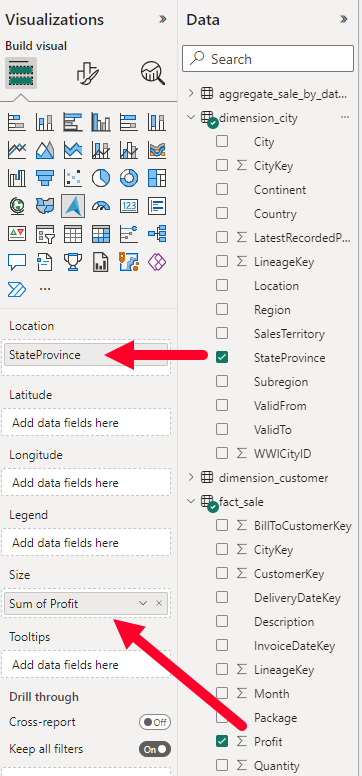 Visualizations »
Build visual
123
Location
StateProvince
Latitude
Add data fields here
Longitude
Add data fields here
Legend
Add data fields here
Size
Sum of Profit
Tooltips
Add data fields here
Drill through
Cross-report Off
Keep all filters On
Data »
Search
aggregate_sale_by_dat...
dimension_city ...
City
∑ CityKey
Continent
Country
∑ LatestRecordedP...
∑ LineageKey
Location
Region
SalesTerritory
StateProvince
Subregion
ValidFrom
ValidTo
∑ WWICityID
dimension_customer
fact_sale
∑ BillToCustomerKey
∑ CityKey
∑ CustomerKey
DeliveryDateKey
Description
InvoiceDateKey
∑ LineageKey
∑ Month
Package
∑ Profit
∑ Quantity